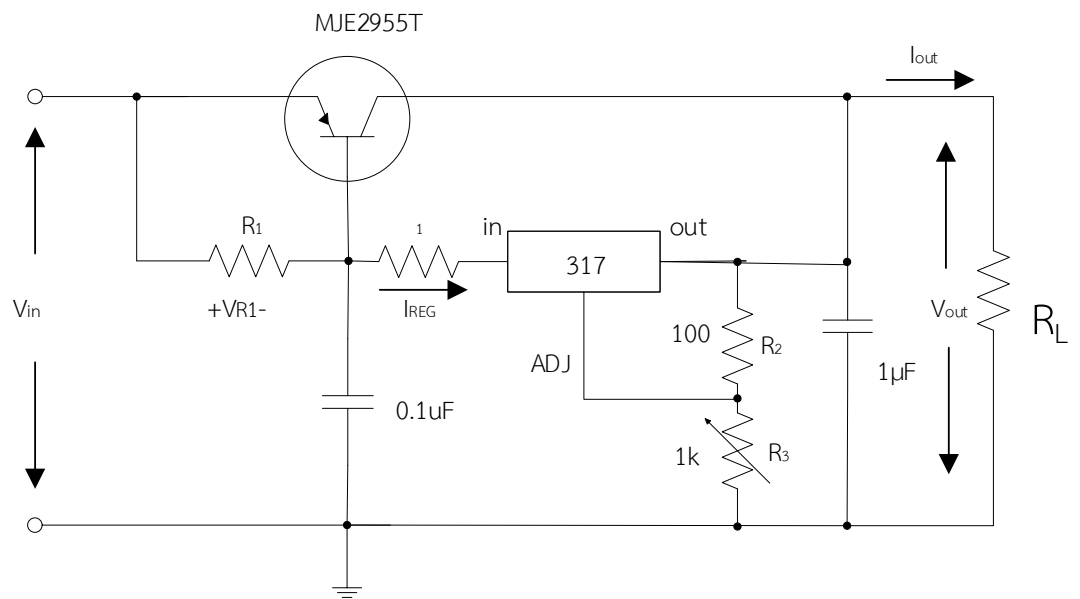 MJE2955T
Iout
R1
1
in
out
317
+VR1-
IREG
Vin
100
R2
ADJ
Vout
RL
1µF
0.1uF
1k
R3